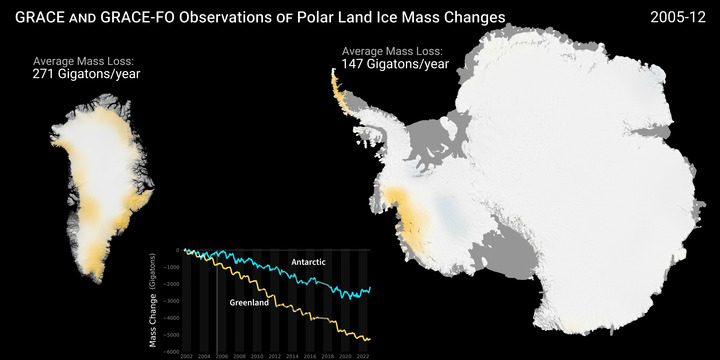 GRACE AND GRACE-FO Observations OF Polar Land Ice Mass Changes
2005-12
Average Mass Loss:
271 Gigatons/year
Average Mass Loss:
147 Gigatons/year
Mass Change (Gigatons)
0
−1000
−2000
−3000
−4000
−5000
−6000
Antarctic
Greenland
2002 2004 2006 2008 2010 2012 2014 2016 2018 2020 2022